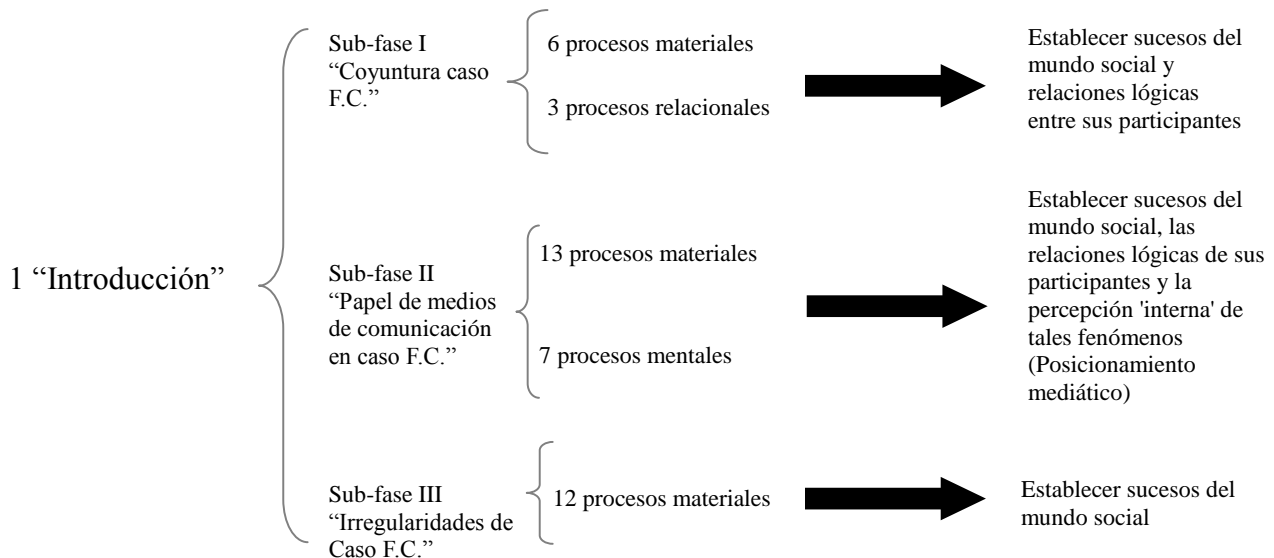 1 “Introducción”
Sub-fase I
“Coyuntura caso
F.C.”
6 procesos materiales
3 procesos relacionales
Establecer sucesos del
mundo social y
relaciones lógicas
entre sus participantes
Sub-fase II
“Papel de medios
de comunicación
en caso F.C.”
13 procesos materiales
7 procesos mentales
Establecer sucesos del
mundo social, las
relaciones lógicas de sus
participantes y la
percepción 'interna' de
tales fenómenos
(Posicionamiento
mediático)
Sub-fase III
“Irregularidades de
Caso F.C.”
12 procesos materiales
Establecer sucesos del
mundo social